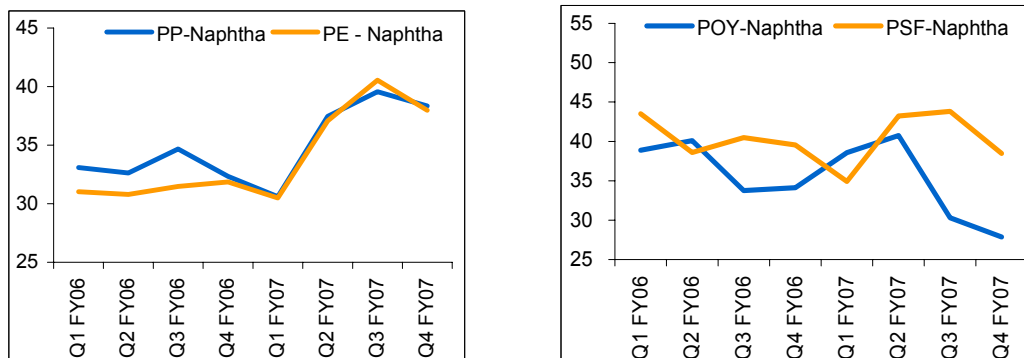 45
PP-Naphtha PE - Naphtha
40
35
30
25
Q1 FY06
Q2 FY06
Q3 FY06
Q4 FY06
Q1 FY07
Q2 FY07
Q3 FY07
Q4 FY07
55
POY-Naphtha PSF-Naphtha
50
45
40
35
30
25
Q1 FY06
Q2 FY06
Q3 FY06
Q4 FY06
Q1 FY07
Q2 FY07
Q3 FY07
Q4 FY07